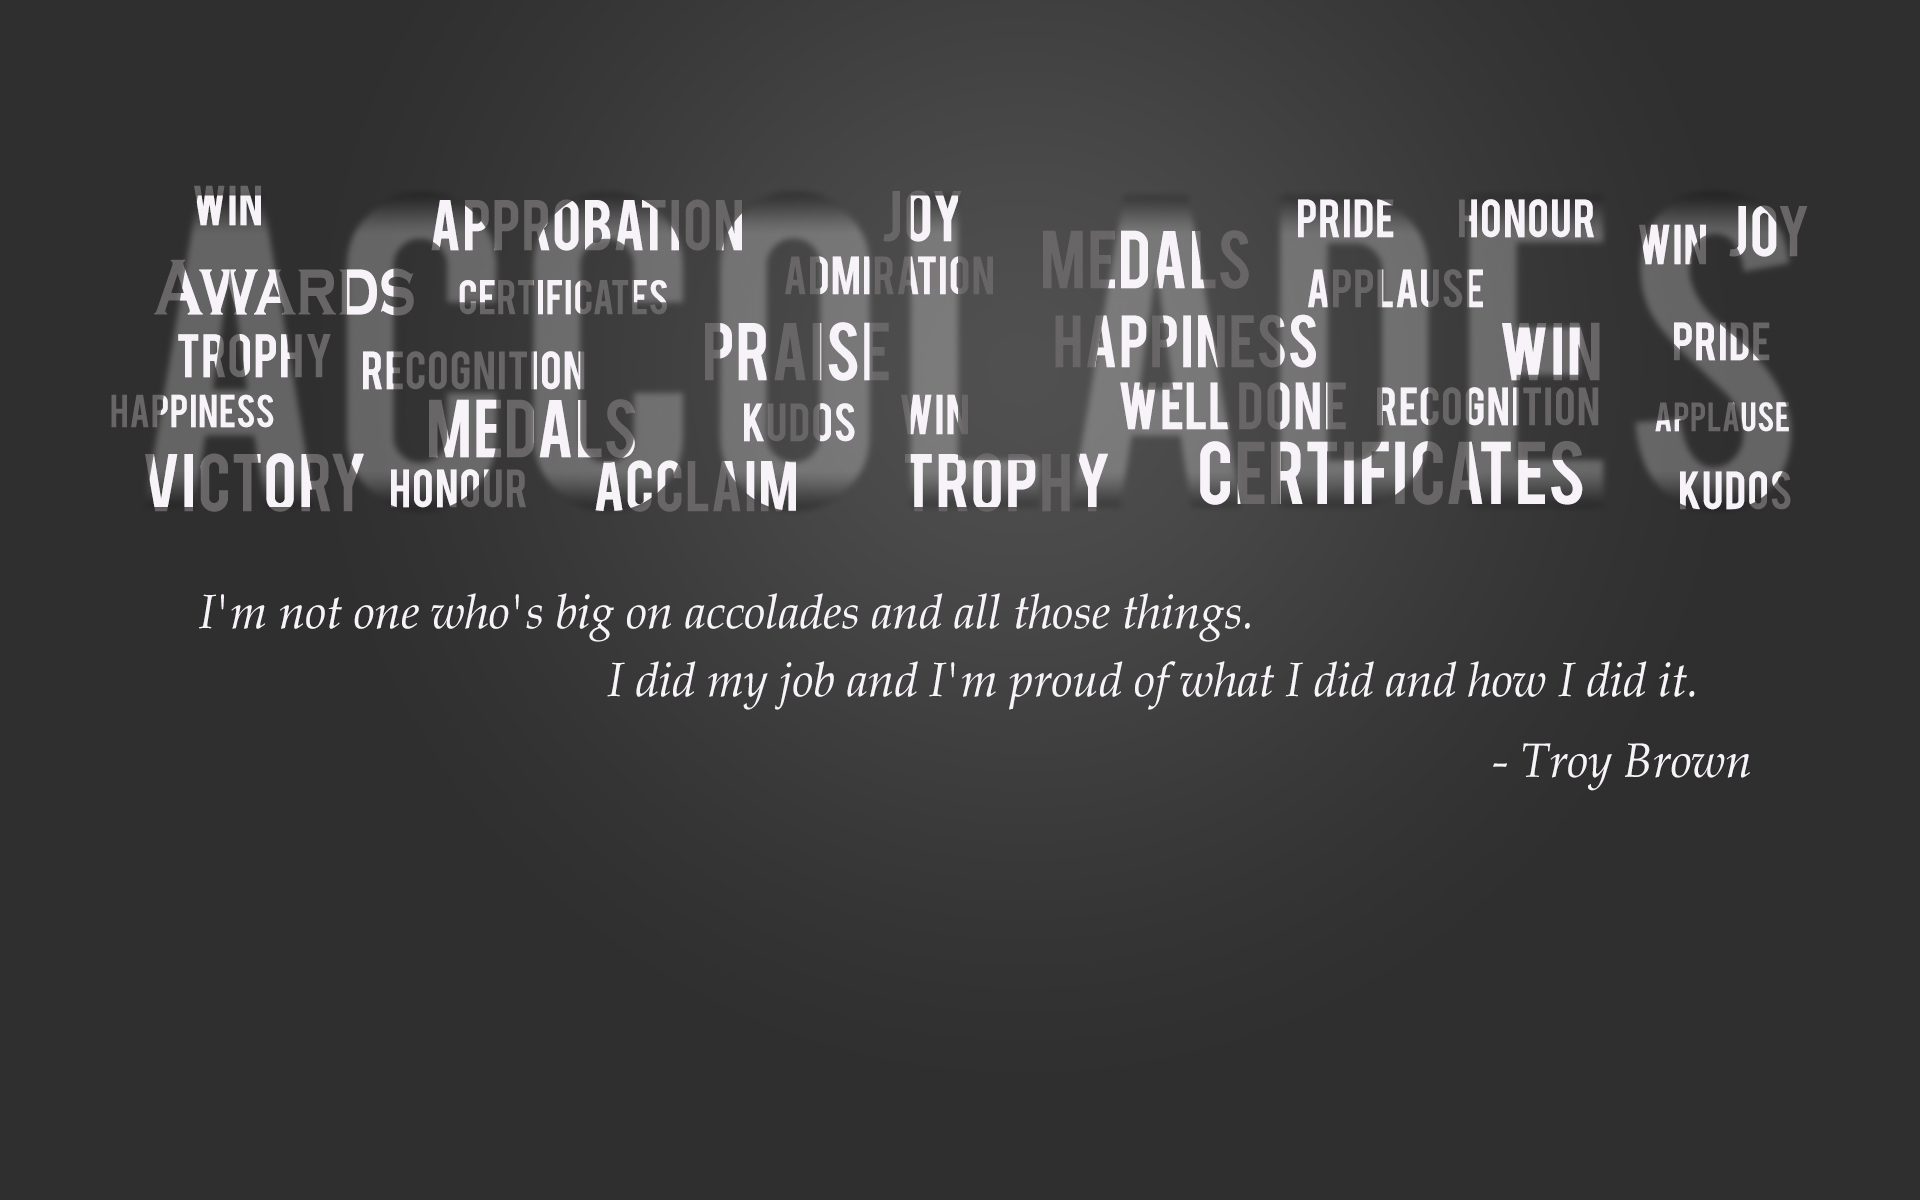 ACCOLADES
WIN APPROBATION JOY PRIDE HONOUR WIN JOY
AWARDS CERTIFICATES ADMIRATION MEDALS APPLAUSE
TROPHY RECOGNITION PRAISE HAPPINESS WIN PRIDE
HAPPINESS MEDALS KUDOS WIN WELL DONE RECOGNITION APPLAUSE
VICTORY HONOUR ACCLAIM TROPHY CERTIFICATES KUDOS
I'm not one who's big on accolades and all those things.
I did my job and I'm proud of what I did and how I did it.
- Troy Brown